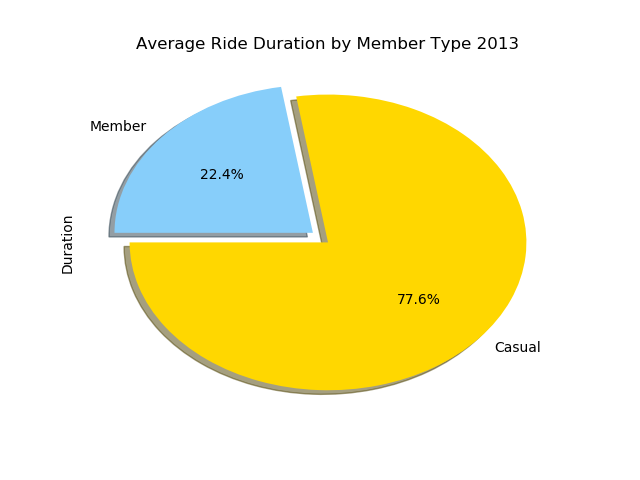 Average Ride Duration by Member Type 2013
Member
22.4%
Duration
77.6%
Casual